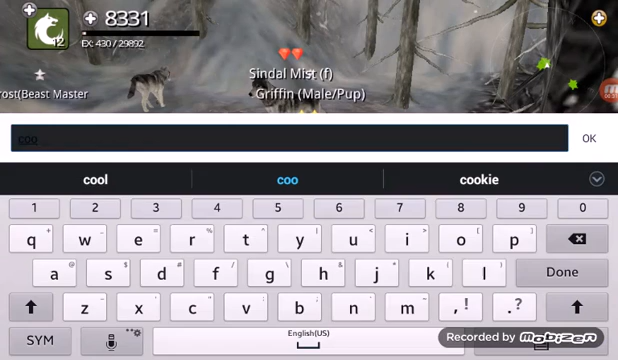 12
8331
EX: 430 / 29892
Sindal Mist (f)
rost(Beast Master
Griffin (Male/Pup)
coo
OK
cool
coo
cookie
1 2 3 4 5 6 7 8 9 0
q w e r t y u i o p
a s d f g h j k l Done
z x c v b n m , ! . ?
SYM
English(US)
Recorded by Mobizen